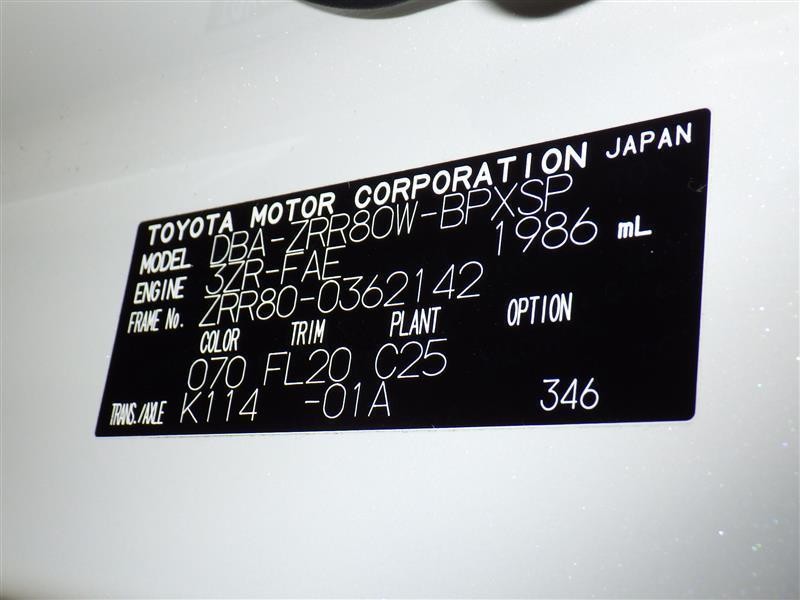 TOYOTA MOTOR CORPORATION JAPAN
MODEL DBA-ZRR80W-BPXSP
ENGINE 3ZR-FAE 1986 mL
FRAME No. ZRR80-0362142
COLOR TRIM PLANT OPTION
070 FL20 C25
TRANS./AXLE K114 -01A 346